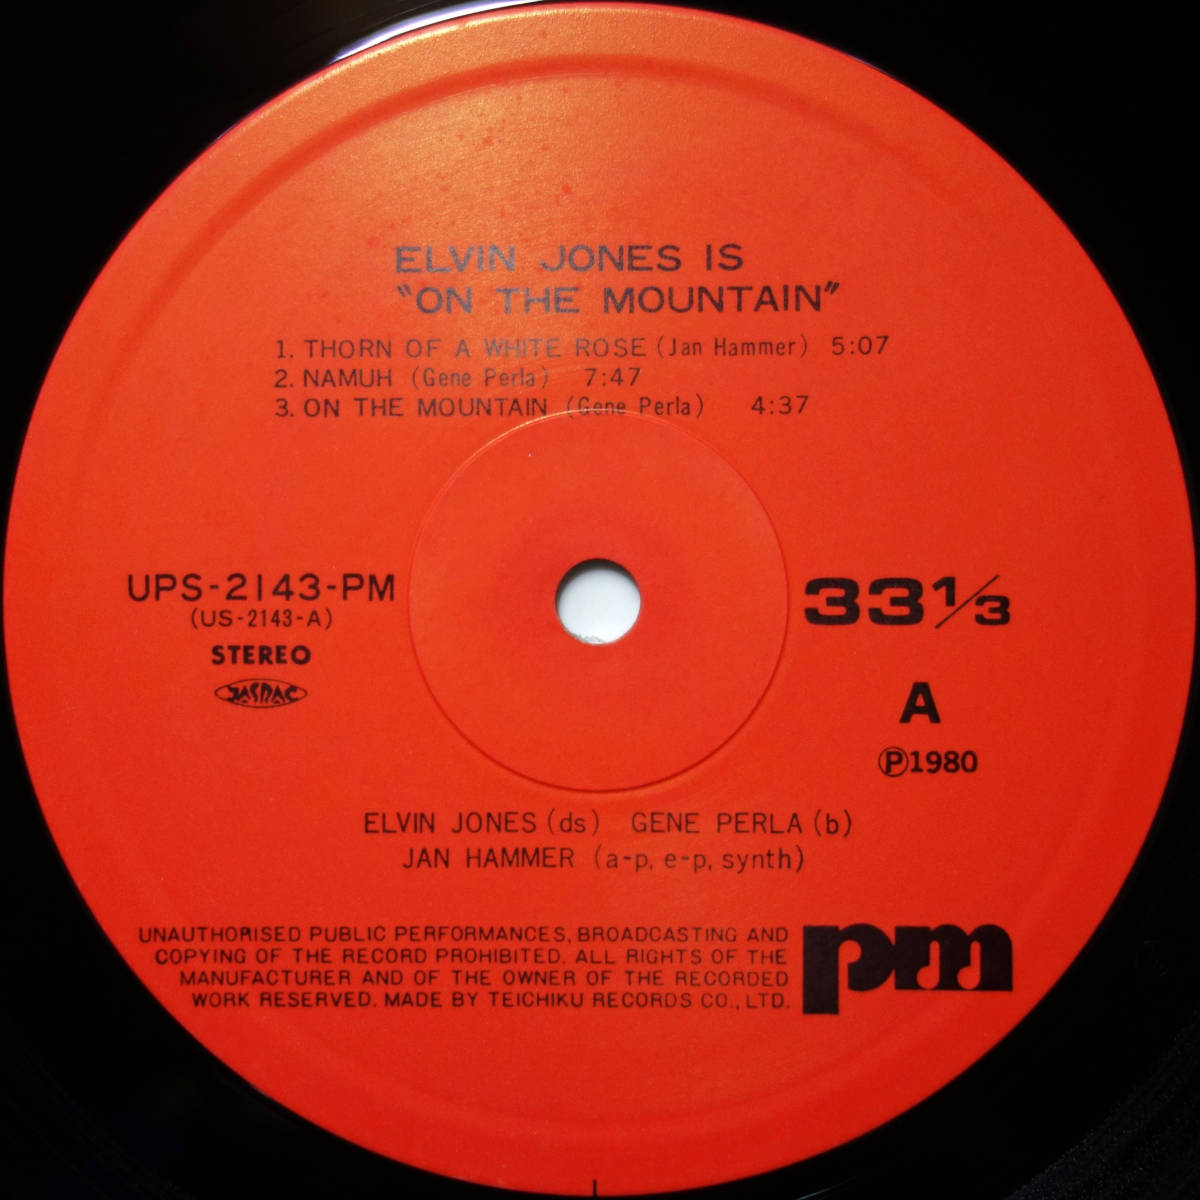 ELVIN JONES IS
"ON THE MOUNTAIN"
1. THORN OF A WHITE ROSE (Jan Hammer) 5:07
2. NAMUH (Gene Perla) 7:47
3. ON THE MOUNTAIN (Gene Perla) 4:37
UPS-2143-PM
(US-2143-A)
STEREO
JASRAC
33 1/3
A
Ⓟ1980
ELVIN JONES (ds) GENE PERLA (b)
JAN HAMMER (a-p, e-p, synth)
UNAUTHORISED PUBLIC PERFORMANCES, BROADCASTING AND
COPYING OF THE RECORD PROHIBITED. ALL RIGHTS OF THE
MANUFACTURER AND OF THE OWNER OF THE RECORDED
WORK RESERVED. MADE BY TEICHIKU RECORDS CO., LTD.
pm